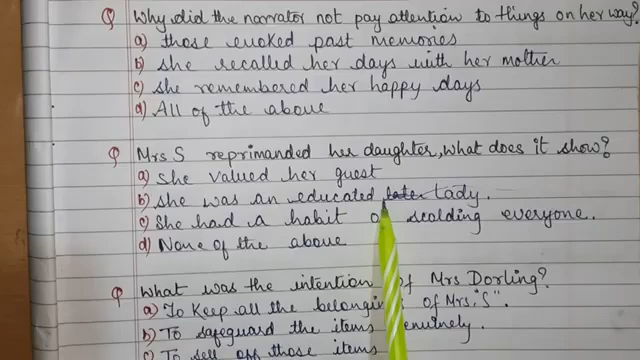 Q Why did the narrator not pay attention to things on her way?
a) those evoked past memories
b) she recalled her days with her mother
c) she remembered her happy days
d) All of the above
Q Mrs S reprimanded her daughter, what does it show?
a) She valued her guest
b) she was an educated lady.
c) She had a habit of scolding everyone.
d) None of the above
Q What was the intention of Mrs Dorling?
a) To keep all the belongings of Mrs. "S".
b) To safeguard the items genuinely.
c) To sell off those items